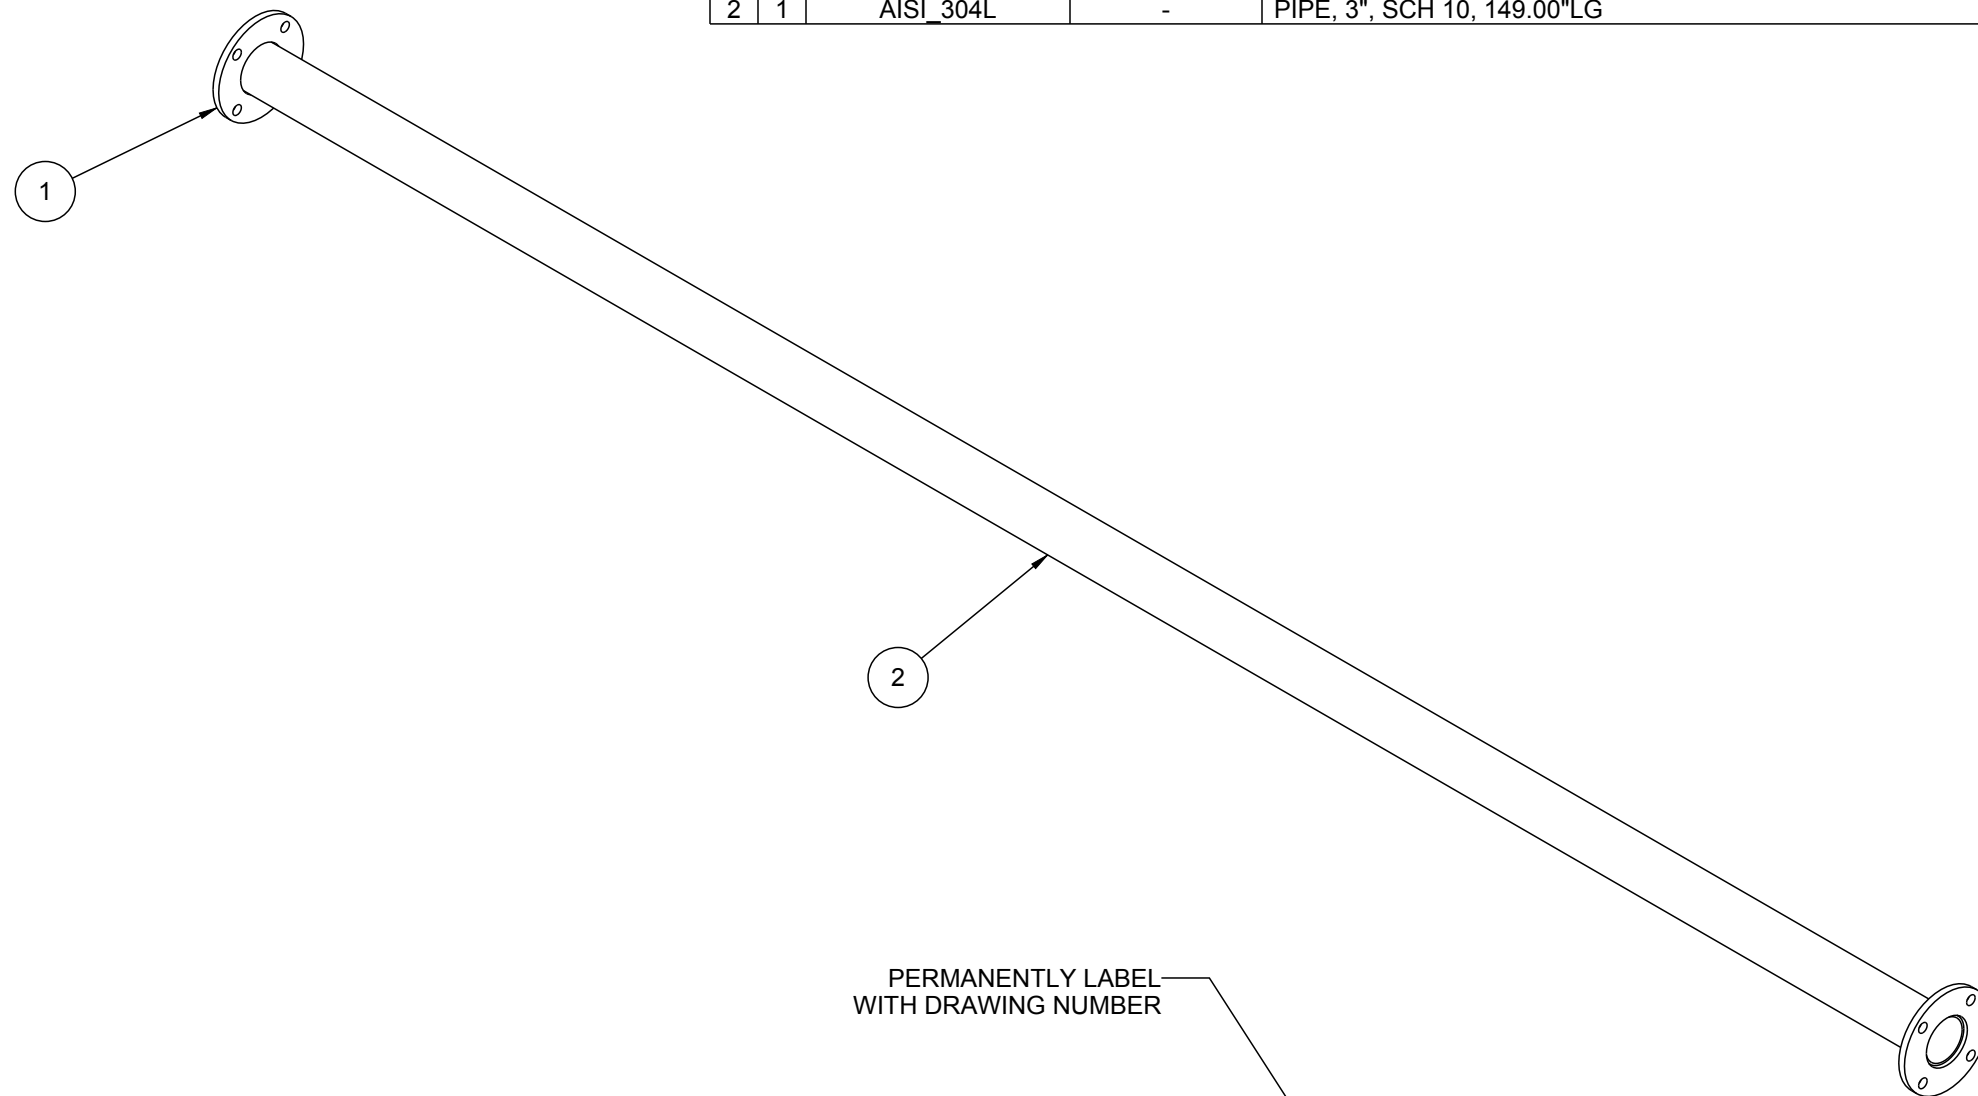 2 1 AISI_304L - PIPE, 3", SCH 10, 149.00"LG
1
2
PERMANENTLY LABEL
WITH DRAWING NUMBER